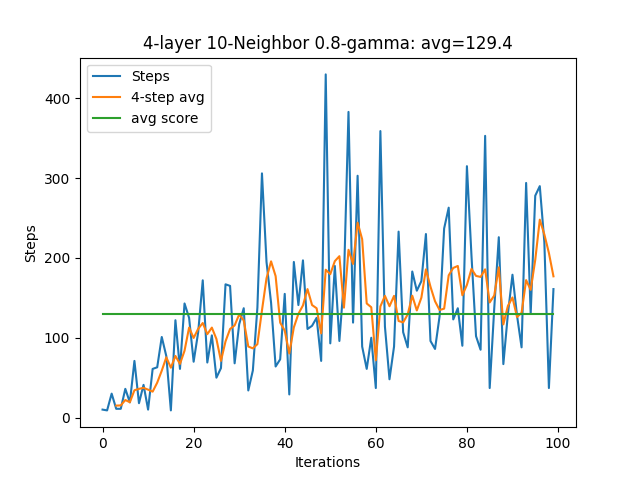 4-layer 10-Neighbor 0.8-gamma: avg=129.4
Steps
4-step avg
avg score
400
300
200
100
0
Steps
0 20 40 60 80 100
Iterations